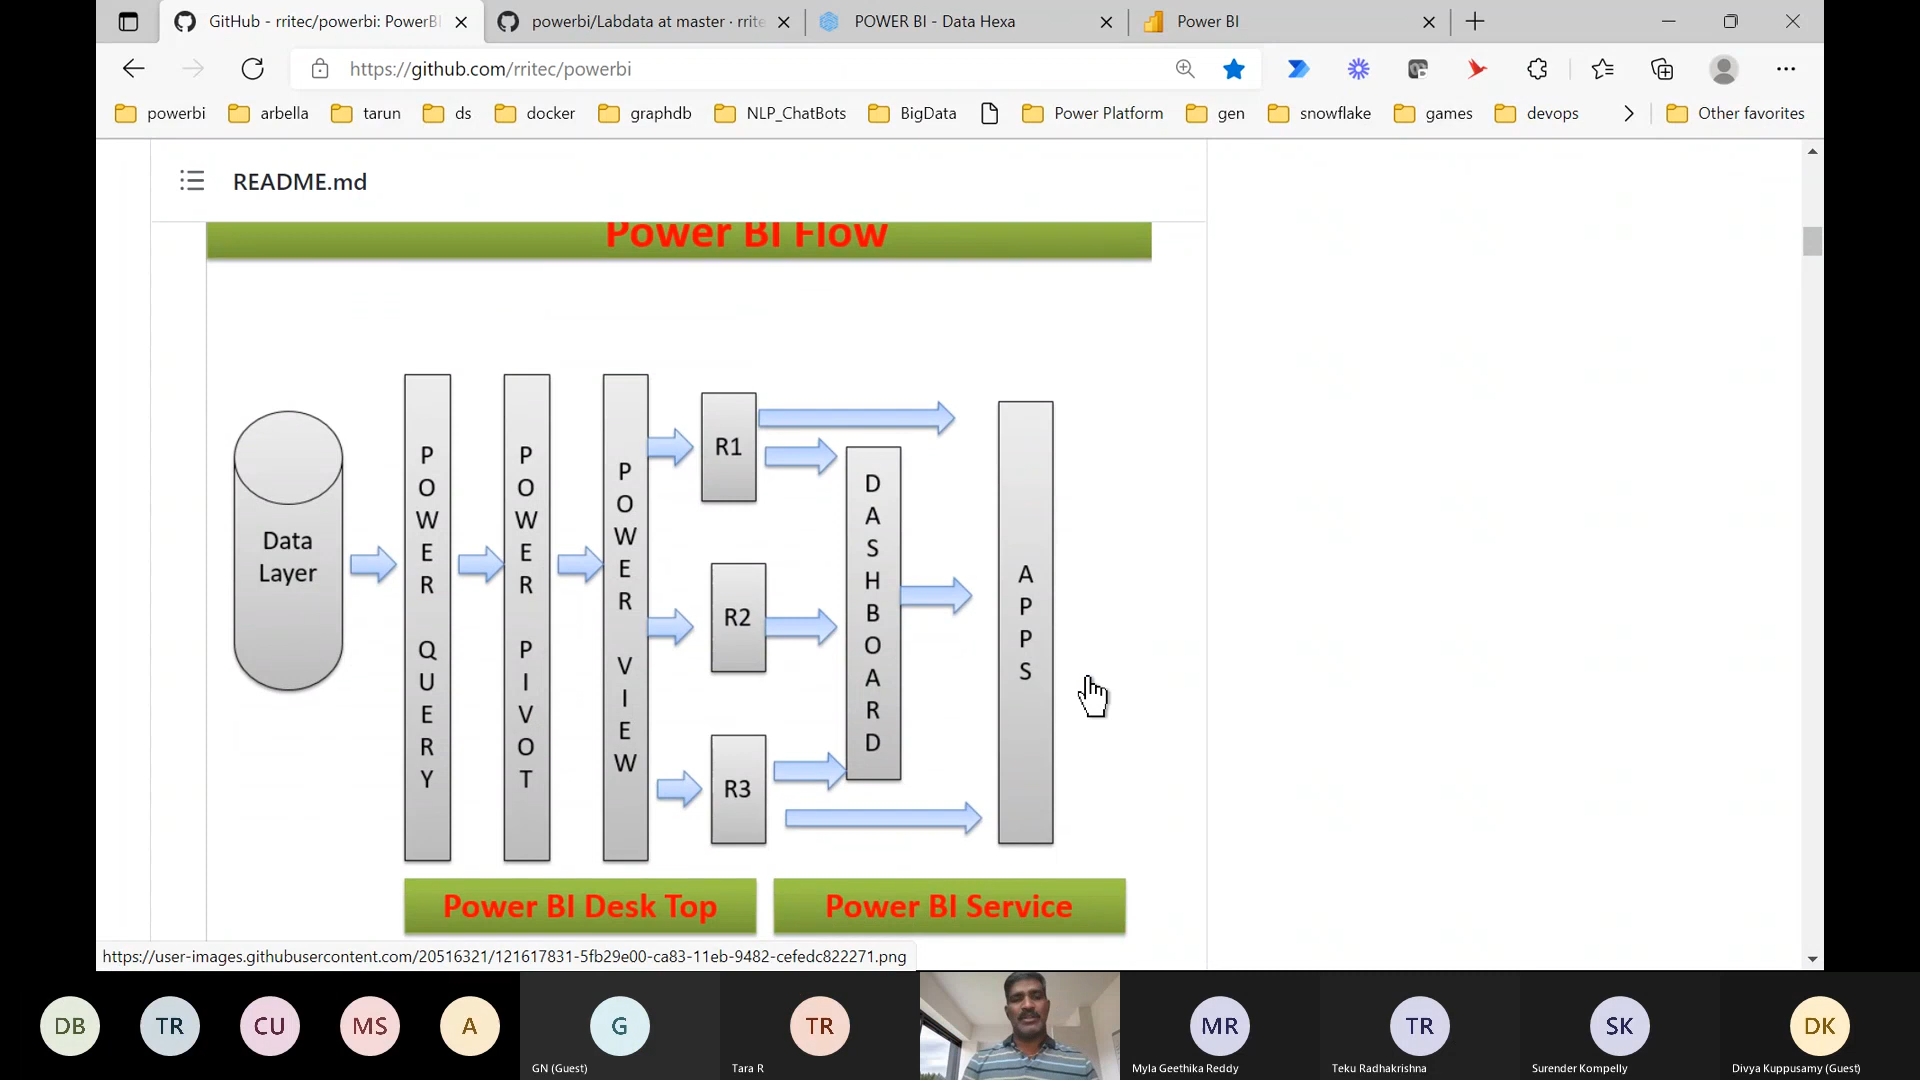 GitHub - rritec/powerbi: PowerBI
powerbi/Labdata at master · rrite
POWER BI - Data Hexa
Power BI
https://github.com/rritec/powerbi
powerbi
arbella
tarun
ds
docker
graphdb
NLP_ChatBots
BigData
Power Platform
gen
snowflake
games
devops
Other favorites
README.md
Power BI Flow
Data
Layer
POWER QUERY
POWER PIVOT
POWER VIEW
R1
R2
R3
DASHBOARD
APPS
Power BI Desk Top
Power BI Service
https://user-images.githubusercontent.com/20516321/121617831-5fb29e00-ca83-11eb-9482-cefedc822271.png
DB
TR
CU
MS
A
G
GN (Guest)
TR
Tara R
MR
Myla Geethika Reddy
TR
Teku Radhakrishna
SK
Surender Kompelly
DK
Divya Kuppusamy (Guest)